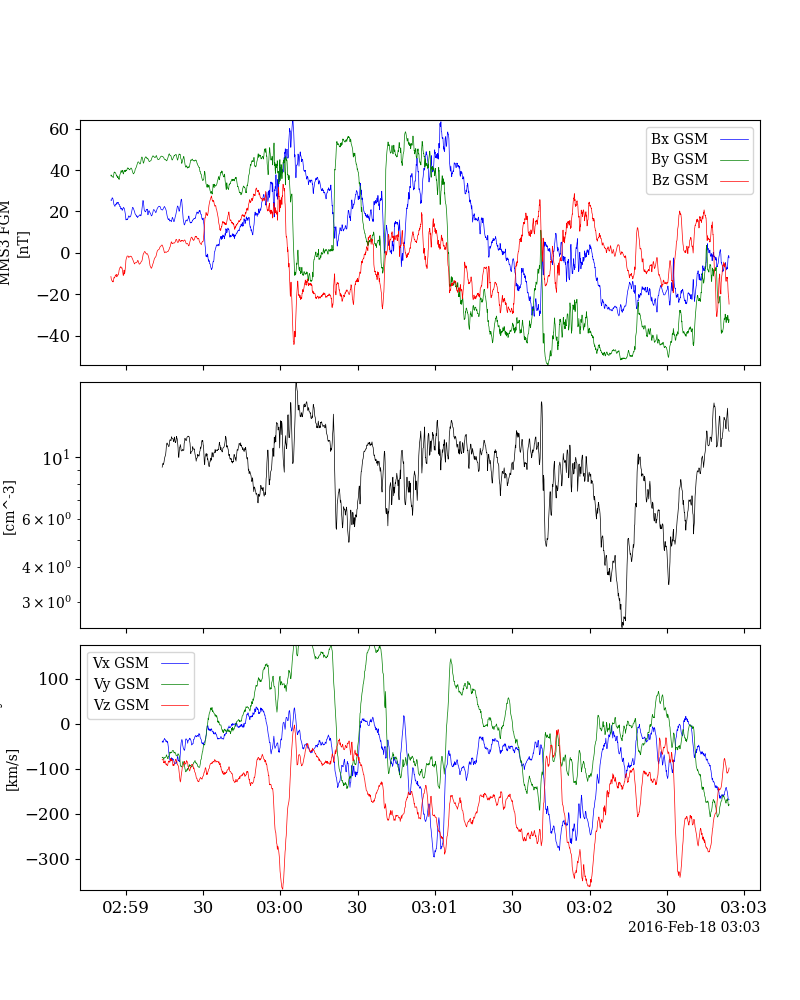 60
40
20
0
−20
−40
MMS3 FGM
[nT]
Bx GSM
By GSM
Bz GSM
10^1
6 × 10^0
4 × 10^0
3 × 10^0
[cm^-3]
100
0
−100
−200
−300
[km/s]
Vx GSM
Vy GSM
Vz GSM
02:59 30 03:00 30 03:01 30 03:02 30 03:03
2016-Feb-18 03:03